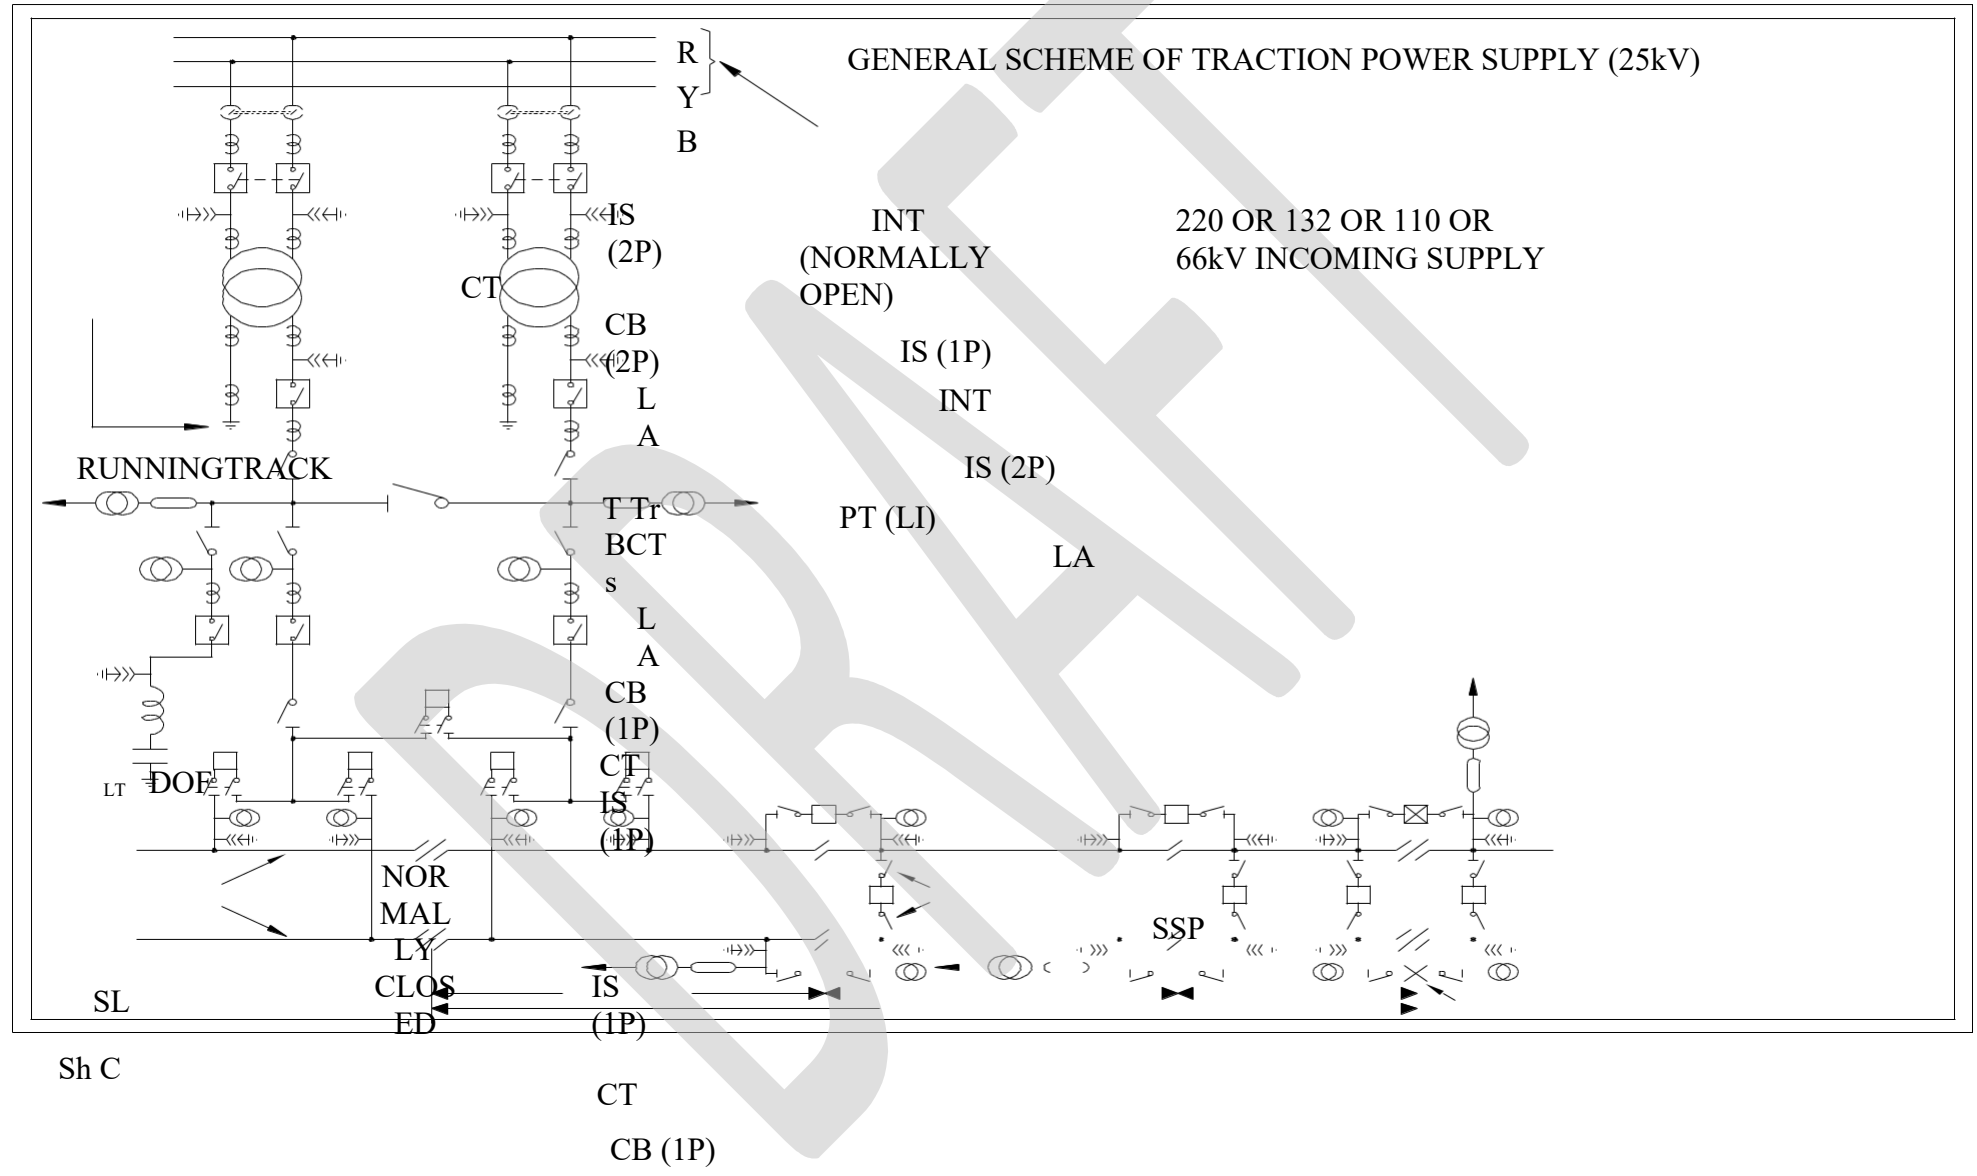 R
GENERAL SCHEME OF TRACTION POWER SUPPLY (25kV)
Y
B
IS
(2P)
INT
(NORMALLY
OPEN)
220 OR 132 OR 110 OR
66kV INCOMING SUPPLY
CT
CB
(2P)
IS (1P)
L
A
INT
RUNNINGTRACK
IS (2P)
T Tr
BCT
s
PT (LI)
LA
L
A
CB
(1P)
CT
IS
(1P)
LT
DOF
NOR
MAL
LY
CLOS
ED
SSP
SL
IS
(1P)
Sh C
CT
CB (1P)
DRAFT